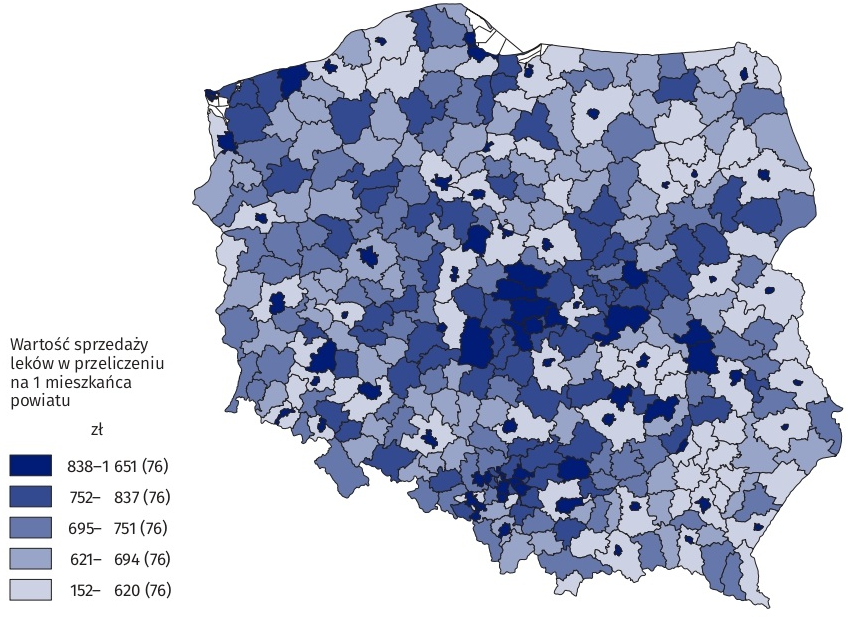 Wartość sprzedaży
leków w przeliczeniu
na 1 mieszkańca
powiatu
zł
838–1 651 (76)
752– 837 (76)
695– 751 (76)
621– 694 (76)
152– 620 (76)